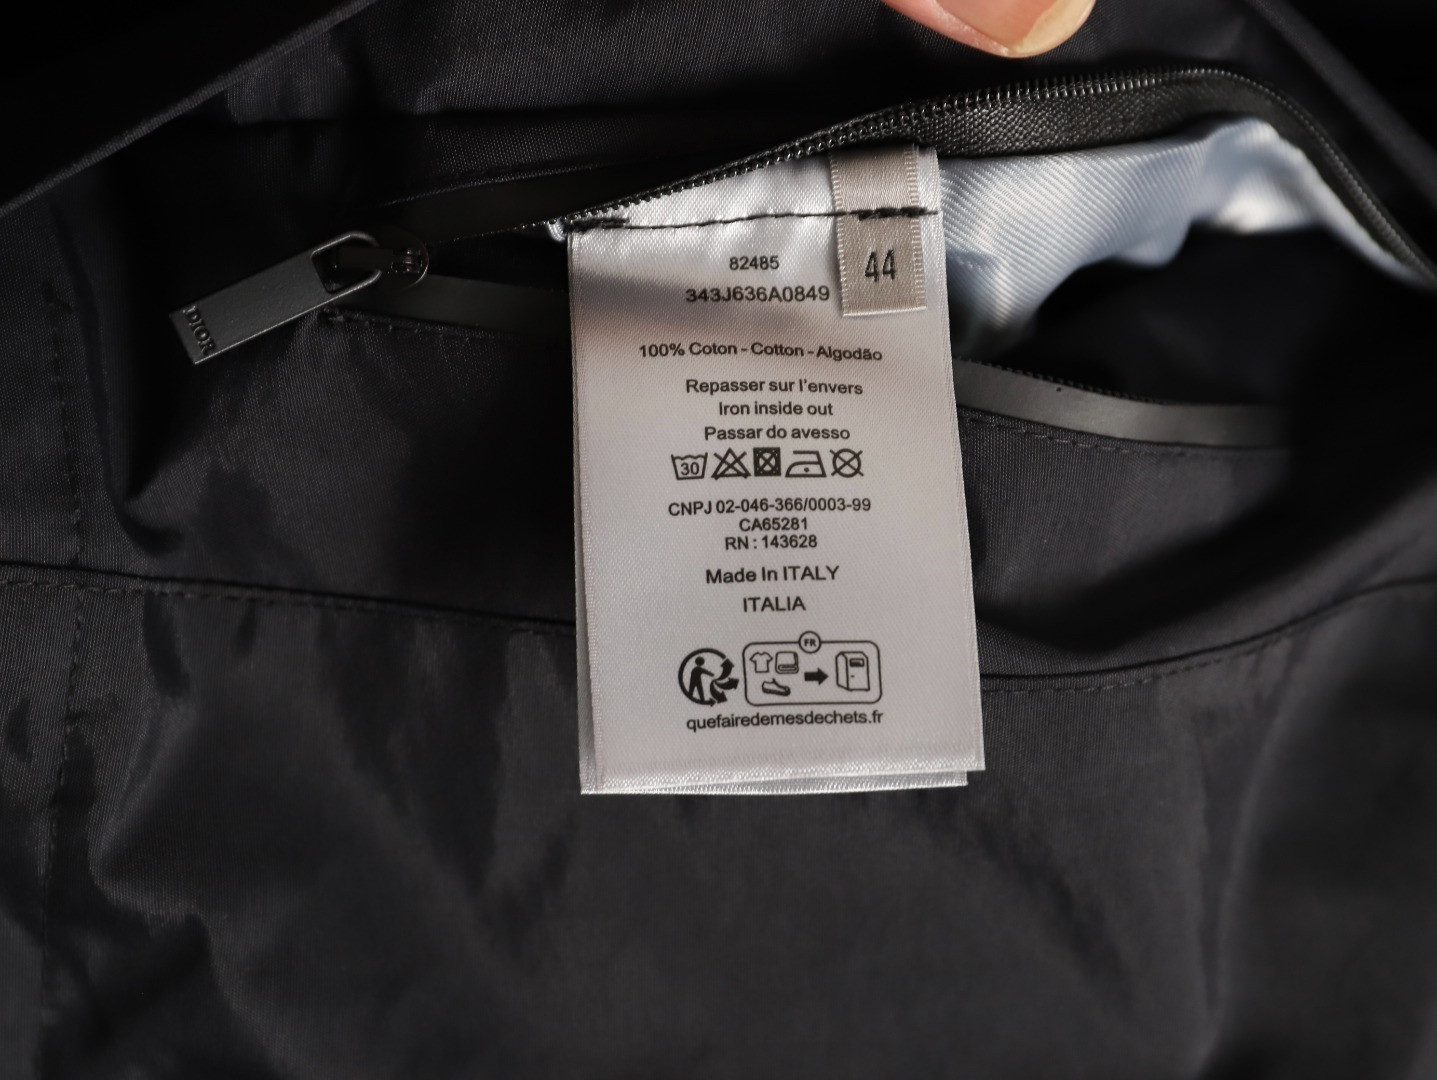 82485
44
343J636A0849
DIOR
100% Coton - Cotton - Algodão
Repasser sur l'envers
Iron inside out
Passar do avesso
30
CNPJ 02-046-366/0003-99
CA65281
RN : 143628
Made In ITALY
ITALIA
FR
quefairedemesdechets.fr